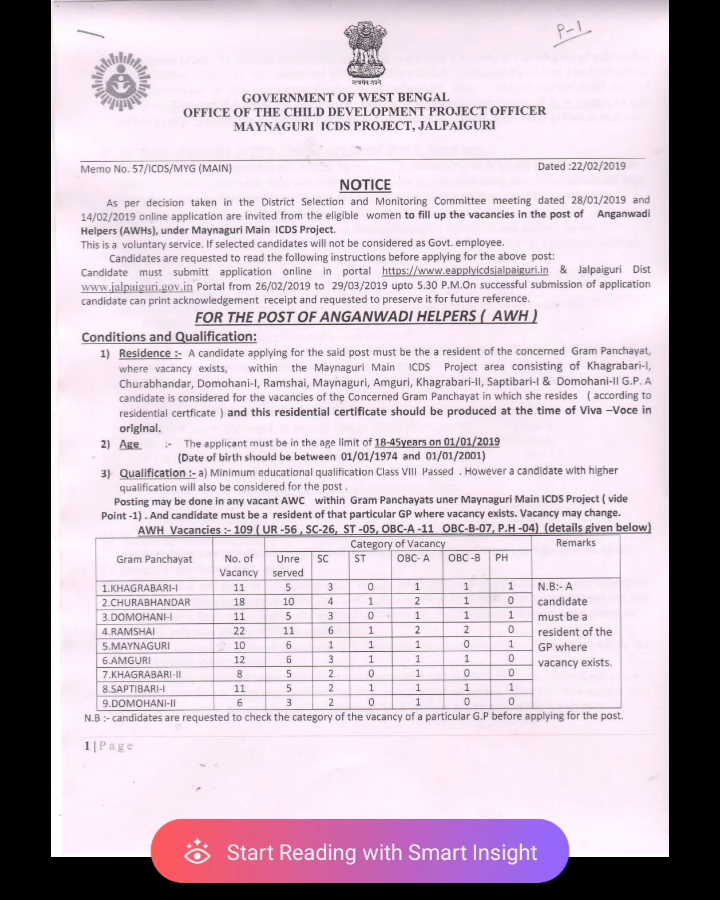 P-1
सत्यमेव जयते
GOVERNMENT OF WEST BENGAL
OFFICE OF THE CHILD DEVELOPMENT PROJECT OFFICER
MAYNAGURI ICDS PROJECT, JALPAIGURI
Memo No. 57/ICDS/MYG (MAIN) Dated :22/02/2019
NOTICE
As per decision taken in the District Selection and Monitoring Committee meeting dated 28/01/2019 and
14/02/2019 online application are invited from the eligible women to fill up the vacancies in the post of Anganwadi
Helpers (AWHs), under Maynaguri Main ICDS Project.
This is a voluntary service. If selected candidates will not be considered as Govt. employee.
Candidates are requested to read the following instructions before applying for the above post:
Candidate must submitt application online in portal https://www.eapplyicdsjalpaiguri.in & Jalpaiguri Dist
www.jalpaiguri.gov.in Portal from 26/02/2019 to 29/03/2019 upto 5.30 P.M.On successful submission of application
candidate can print acknowledgement receipt and requested to preserve it for future reference.
FOR THE POST OF ANGANWADI HELPERS ( AWH )
Conditions and Qualification:
1) Residence :- A candidate applying for the said post must be the a resident of the concerned Gram Panchayat,
where vacancy exists, within the Maynaguri Main ICDS Project area consisting of Khagrabari-I,
Churabhandar, Domohani-I, Ramshai, Maynaguri, Amguri, Khagrabari-II, Saptibari-I & Domohani-II G.P. A
candidate is considered for the vacancies of the Concerned Gram Panchayat in which she resides ( according to
residential certficate ) and this residential certificate should be produced at the time of Viva –Voce in
original.
2) Age :- The applicant must be in the age limit of 18-45years on 01/01/2019
(Date of birth should be between 01/01/1974 and 01/01/2001)
3) Qualification :- a) Minimum educational qualification Class VIII Passed . However a candidate with higher
qualification will also be considered for the post .
Posting may be done in any vacant AWC within Gram Panchayats uner Maynaguri Main ICDS Project ( vide
Point -1) . And candidate must be a resident of that particular GP where vacancy exists. Vacancy may change.
AWH Vacancies :- 109 ( UR -56 , SC-26, ST -05, OBC-A -11 OBC-B-07, P.H -04) (details given below)
Gram Panchayat No. of Vacancy Category of Vacancy Remarks
Unre served SC ST OBC- A OBC -B PH
1.KHAGRABARI-I 11 5 3 0 1 1 1 N.B:- A
2.CHURABHANDAR 18 10 4 1 2 1 0 candidate
3.DOMOHANI-I 11 5 3 0 1 1 1 must be a
4.RAMSHAI 22 11 6 1 2 2 0 resident of the
5.MAYNAGURI 10 6 1 1 1 0 1 GP where
6.AMGURI 12 6 3 1 1 1 0 vacancy exists.
7.KHAGRABARI-II 8 5 2 0 1 0 0
8.SAPTIBARI-I 11 5 2 1 1 1 1
9.DOMOHANI-II 6 3 2 0 1 0 0
N.B :- candidates are requested to check the category of the vacancy of a particular G.P before applying for the post.
1 | Page
Start Reading with Smart Insight